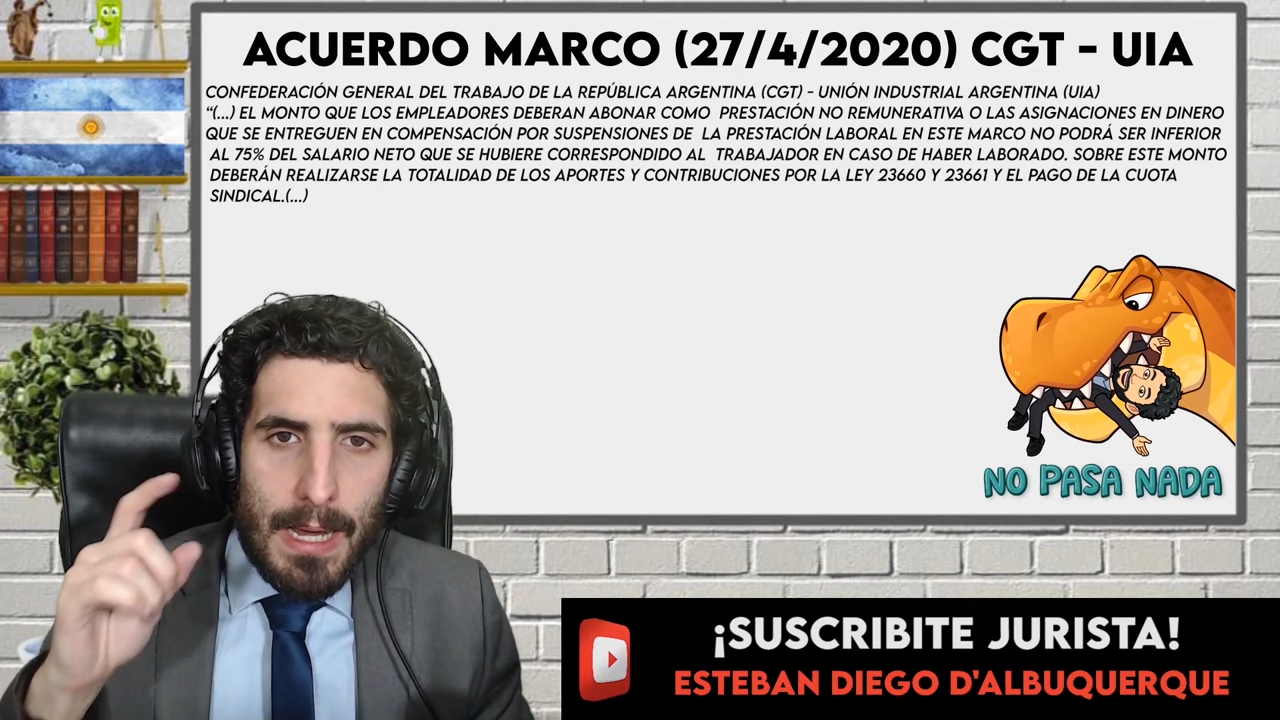 ACUERDO MARCO (27/4/2020) CGT - UIA
CONFEDERACIÓN GENERAL DEL TRABAJO DE LA REPÚBLICA ARGENTINA (CGT) - UNIÓN INDUSTRIAL ARGENTINA (UIA)
"(...) EL MONTO QUE LOS EMPLEADORES DEBERAN ABONAR COMO PRESTACIÓN NO REMUNERATIVA O LAS ASIGNACIONES EN DINERO
QUE SE ENTREGUEN EN COMPENSACIÓN POR SUSPENSIONES DE LA PRESTACIÓN LABORAL EN ESTE MARCO NO PODRÁ SER INFERIOR
AL 75% DEL SALARIO NETO QUE SE HUBIERE CORRESPONDIDO AL TRABAJADOR EN CASO DE HABER LABORADO. SOBRE ESTE MONTO
DEBERÁN REALIZARSE LA TOTALIDAD DE LOS APORTES Y CONTRIBUCIONES POR LA LEY 23660 Y 23661 Y EL PAGO DE LA CUOTA
SINDICAL.(...)
NO PASA NADA
¡SUSCRIBITE JURISTA!
ESTEBAN DIEGO D'ALBUQUERQUE